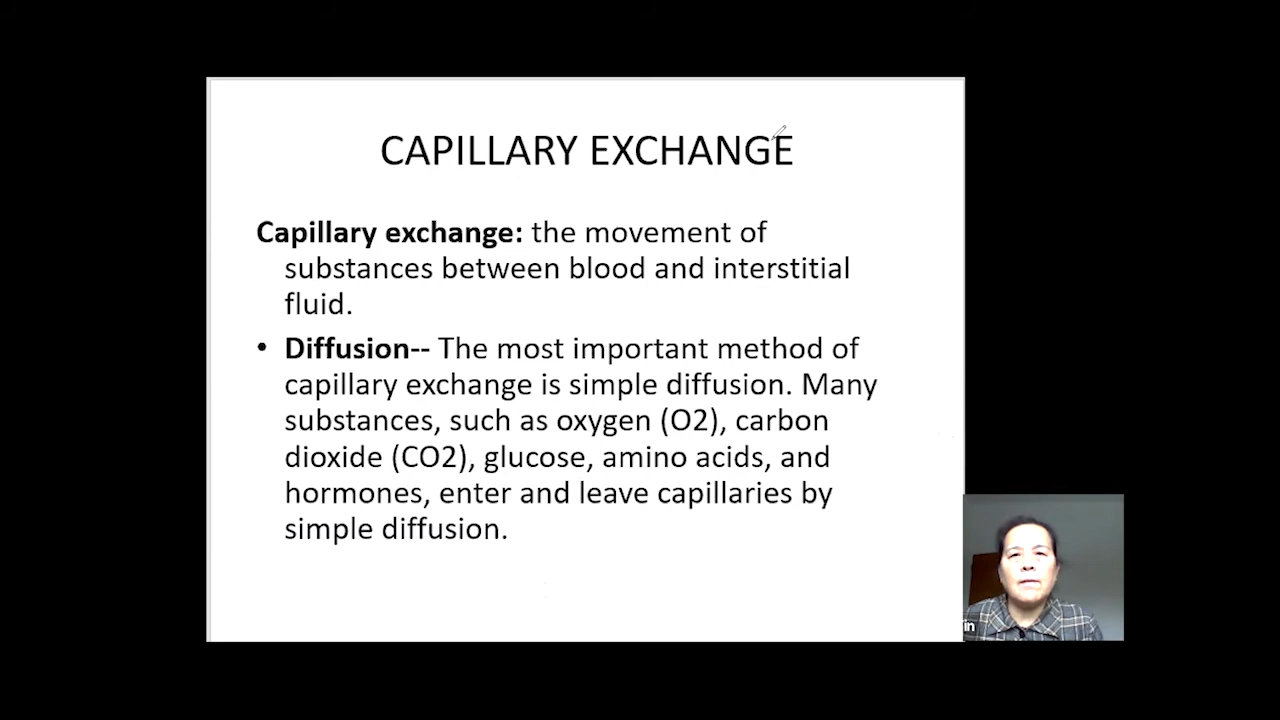 CAPILLARY EXCHANGE
Capillary exchange: the movement of
substances between blood and interstitial
fluid.
• Diffusion-- The most important method of
capillary exchange is simple diffusion. Many
substances, such as oxygen (O2), carbon
dioxide (CO2), glucose, amino acids, and
hormones, enter and leave capillaries by
simple diffusion.
in